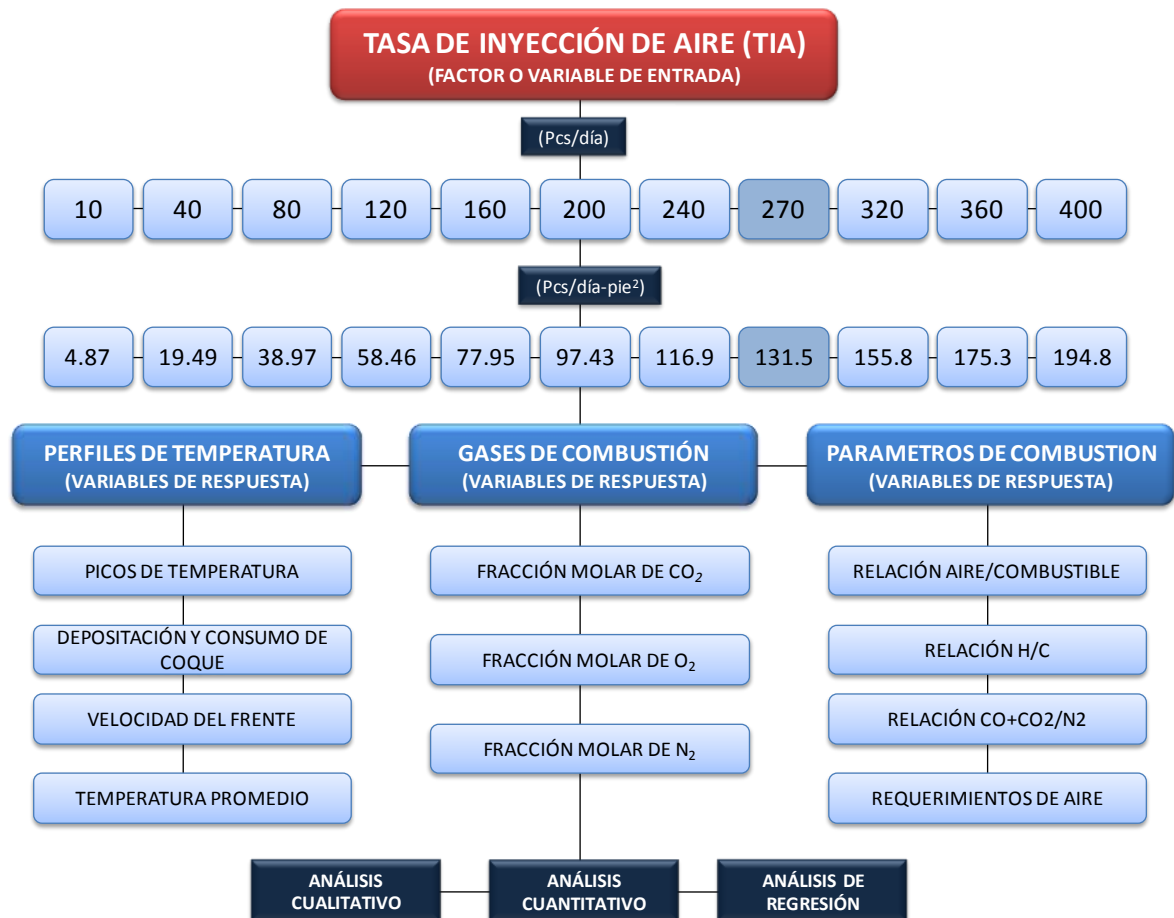 TASA DE INYECCIÓN DE AIRE (TIA)
(FACTOR O VARIABLE DE ENTRADA)
(Pcs/día)
10 40 80 120 160 200 240 270 320 360 400
(Pcs/día-pie²)
4.87 19.49 38.97 58.46 77.95 97.43 116.9 131.5 155.8 175.3 194.8
PERFILES DE TEMPERATURA
(VARIABLES DE RESPUESTA)
PICOS DE TEMPERATURA
DEPOSITACIÓN Y CONSUMO DE
COQUE
VELOCIDAD DEL FRENTE
TEMPERATURA PROMEDIO
GASES DE COMBUSTIÓN
(VARIABLES DE RESPUESTA)
FRACCIÓN MOLAR DE CO₂
FRACCIÓN MOLAR DE O₂
FRACCIÓN MOLAR DE N₂
PARAMETROS DE COMBUSTION
(VARIABLES DE RESPUESTA)
RELACIÓN AIRE/COMBUSTIBLE
RELACIÓN H/C
RELACIÓN CO+CO2/N2
REQUERIMIENTOS DE AIRE
ANÁLISIS
CUALITATIVO
ANÁLISIS
CUANTITATIVO
ANÁLISIS DE
REGRESIÓN